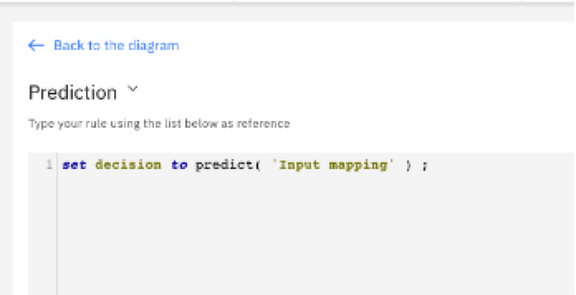 ← Back to the diagram
Prediction
Type your rule using the list below as reference
1 set decision to predict( 'Input mapping' ) ;